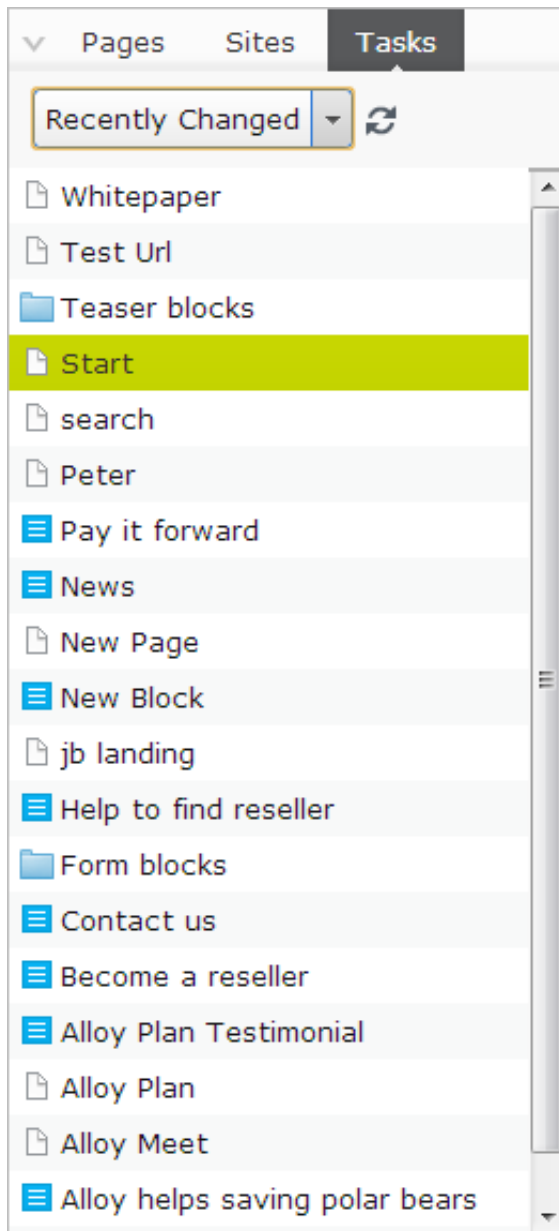 Pages Sites Tasks
Recently Changed
Whitepaper
Test Url
Teaser blocks
Start
search
Peter
Pay it forward
News
New Page
New Block
jb landing
Help to find reseller
Form blocks
Contact us
Become a reseller
Alloy Plan Testimonial
Alloy Plan
Alloy Meet
Alloy helps saving polar bears